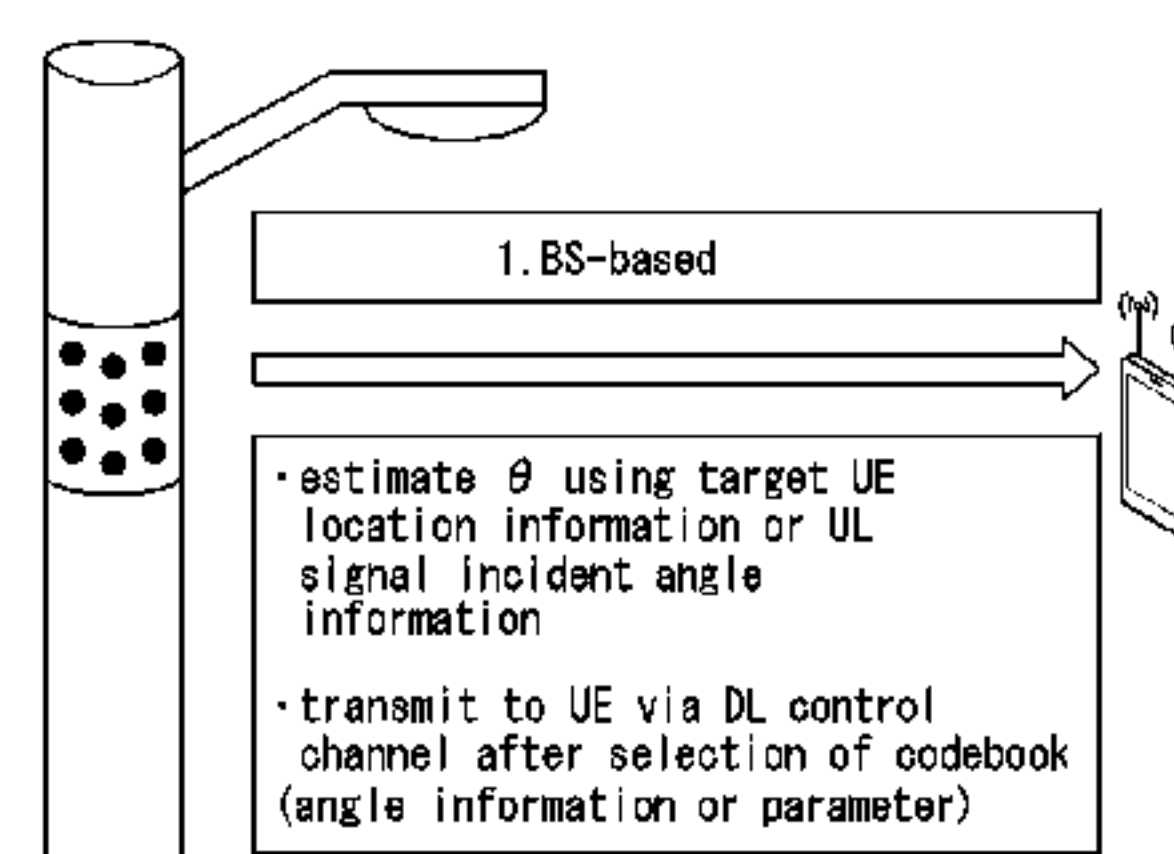 1.BS-based
·estimate θ using target UE
location information or UL
signal incident angle
information
·transmit to UE via DL control
channel after selection of codebook
(angle information or parameter)